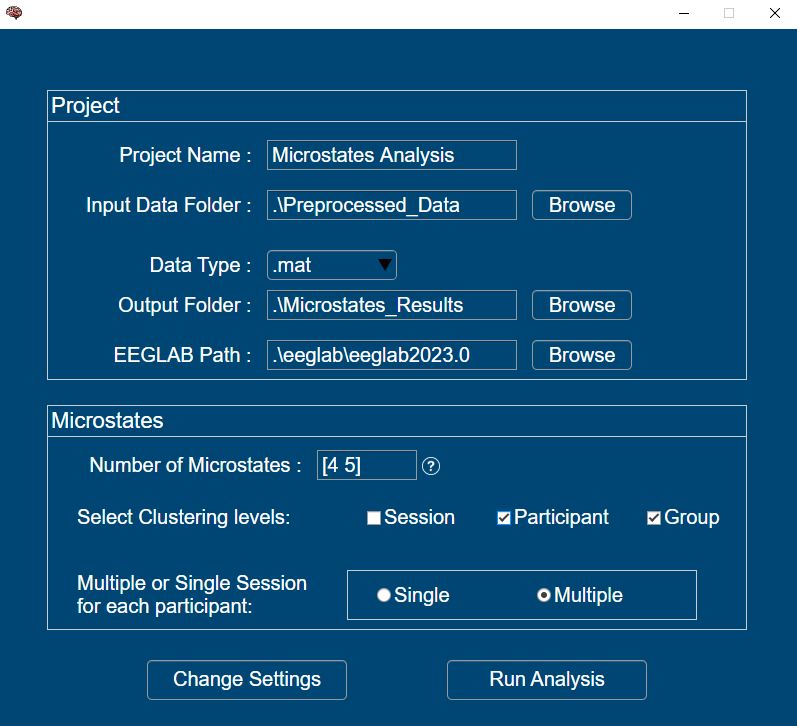 Project
Project Name : Microstates Analysis
Input Data Folder : .\Preprocessed_Data Browse
Data Type : .mat
Output Folder : .\Microstates_Results Browse
EEGLAB Path : .\eeglab\eeglab2023.0 Browse
Microstates
Number of Microstates : [4 5] ?
Select Clustering levels: Session Participant Group
Multiple or Single Session
for each participant: Single Multiple
Change Settings Run Analysis